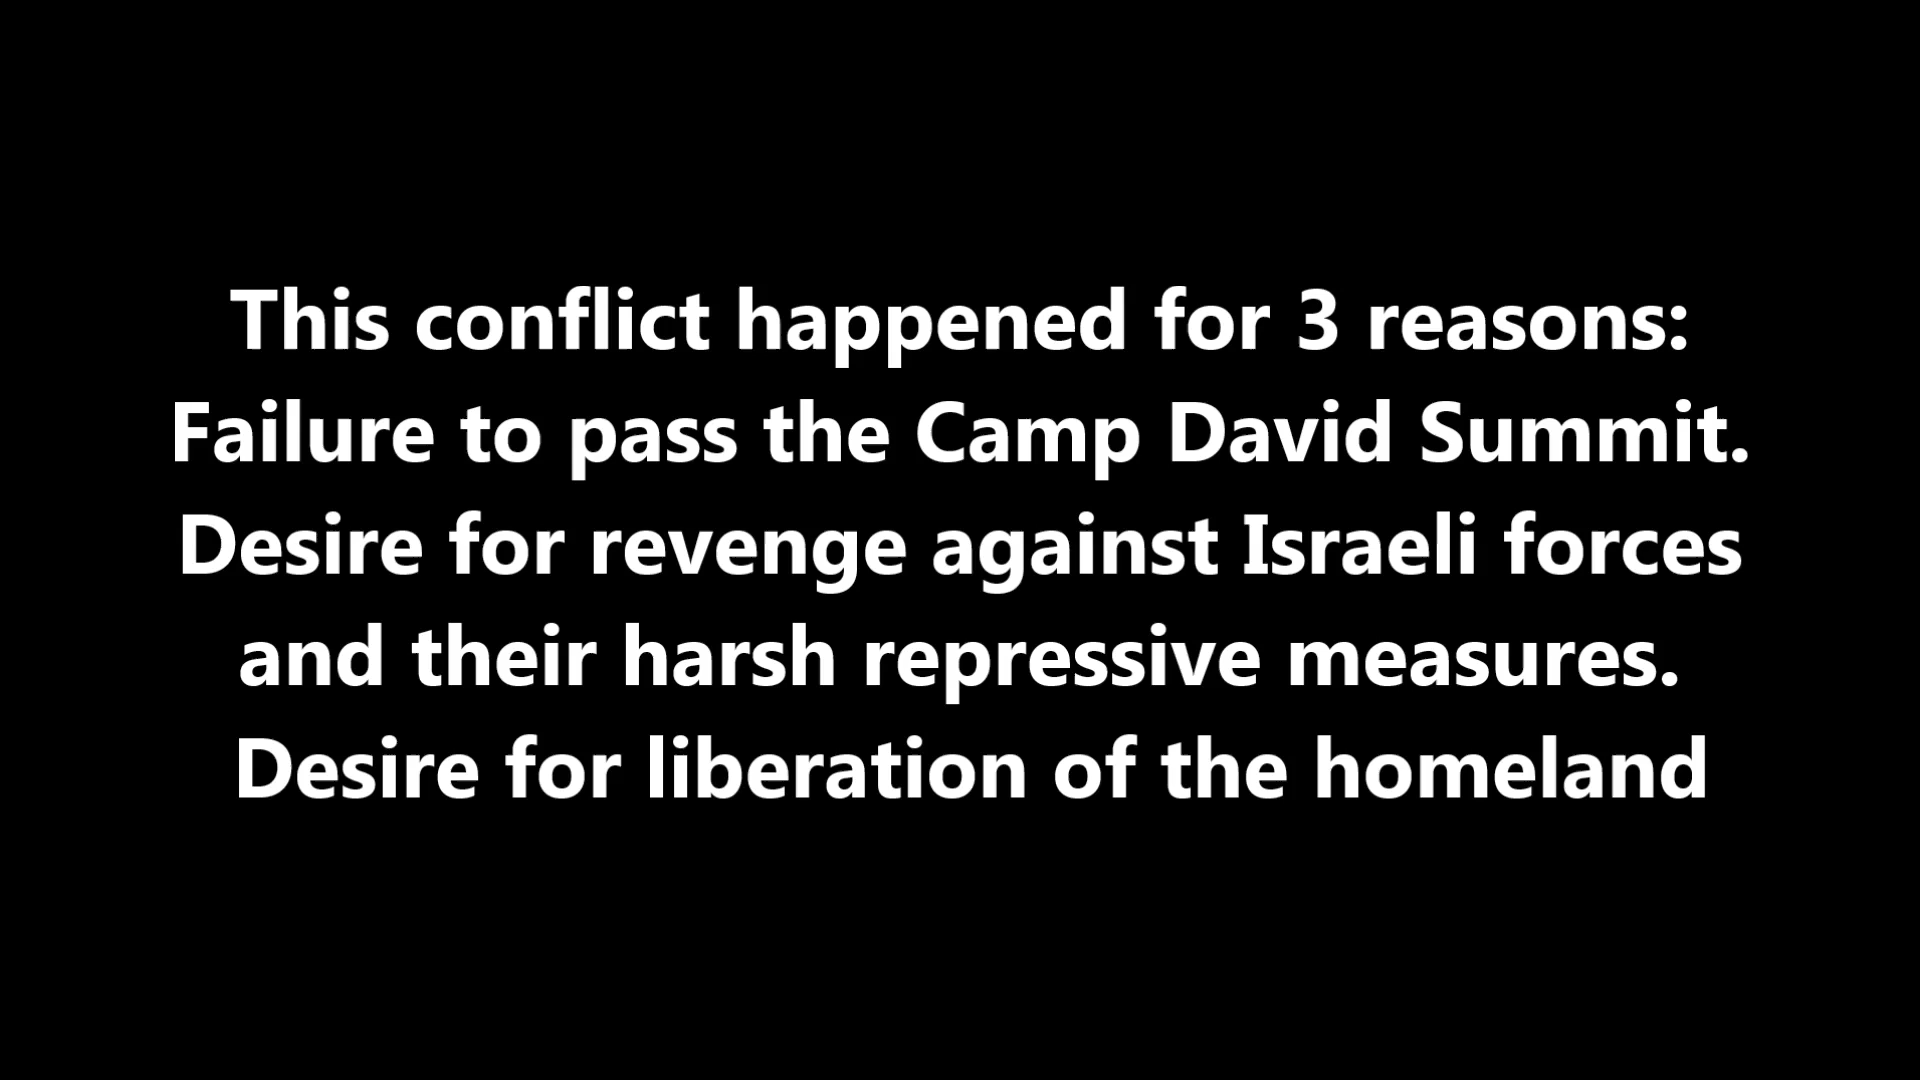 This conflict happened for 3 reasons:
Failure to pass the Camp David Summit.
Desire for revenge against Israeli forces
and their harsh repressive measures.
Desire for liberation of the homeland